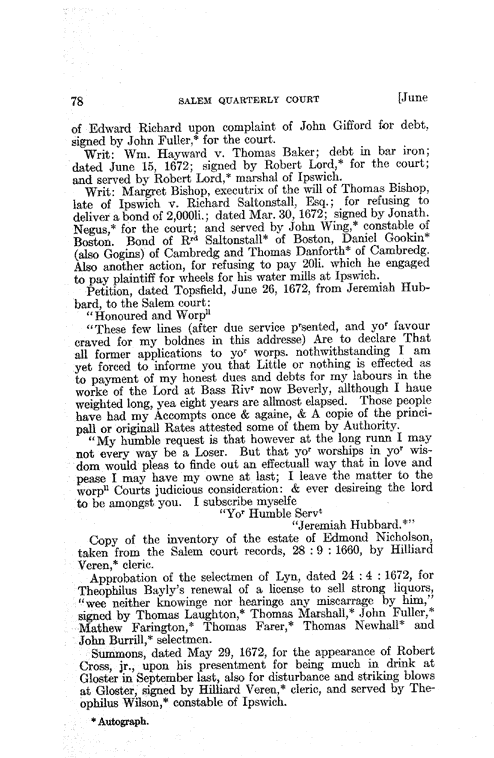 78 SALEM QUARTERLY COURT [June
of Edward Richard upon complaint of John Gifford for debt,
signed by John Fuller,* for the court.
Writ: Wm. Hayward v. Thomas Baker; debt in bar iron;
dated June 15, 1672; signed by Robert Lord,* for the court;
and served by Robert Lord,* marshal of Ipswich.
Writ: Margret Bishop, executrix of the will of Thomas Bishop,
late of Ipswich v. Richard Saltonstall, Esq.; for refusing to
deliver a bond of 2,000li.; dated Mar. 30, 1672; signed by Jonath.
Negus,* for the court; and served by John Wing,* constable of
Boston. Bond of Rrd Saltonstall* of Boston, Daniel Gookin*
(also Gogins) of Cambredg and Thomas Danforth* of Cambredg.
Also another action, for refusing to pay 20li. which he engaged
to pay plaintiff for wheels for his water mills at Ipswich.
Petition, dated Topsfield, June 26, 1672, from Jeremiah Hub-
bard, to the Salem court:
"Honoured and Worpll
"These few lines (after due service p'sented, and yor favour
craved for my boldnes in this addresse) Are to declare That
all former applications to yor worps. nothwithstanding I am
yet forced to informe you that Little or nothing is effected as
to payment of my honest dues and debts for my labours in the
worke of the Lord at Bass Rivr now Beverly, allthough I haue
weighted long, yea eight years are allmost elapsed. Those people
have had my Accompts once & againe, & A copie of the princi-
pall or originall Rates attested some of them by Authority.
"My humble request is that however at the long runn I may
not every way be a Loser. But that yor worships in yor wis-
dom would pleas to finde out an effectuall way that in love and
pease I may have my owne at last; I leave the matter to the
worpll Courts judicious consideration: & ever desireing the lord
to be amongst you. I subscribe myselfe
"Yor Humble Servt
"Jeremiah Hubbard.*"
Copy of the inventory of the estate of Edmond Nicholson,
taken from the Salem court records, 28 : 9 : 1660, by Hilliard
Veren,* cleric.
Approbation of the selectmen of Lyn, dated 24 : 4 : 1672, for
Theophilus Bayly's renewal of a license to sell strong liquors,
"wee neither knowinge nor hearinge any miscarrage by him,"
signed by Thomas Laughton,* Thomas Marshall,* John Fuller,*
Mathew Farington,* Thomas Farer,* Thomas Newhall* and
John Burrill,* selectmen.
Summons, dated May 29, 1672, for the appearance of Robert
Cross, jr., upon his presentment for being much in drink at
Gloster in September last, also for disturbance and striking blows
at Gloster, signed by Hilliard Veren,* cleric, and served by The-
ophilus Wilson,* constable of Ipswich.
* Autograph.